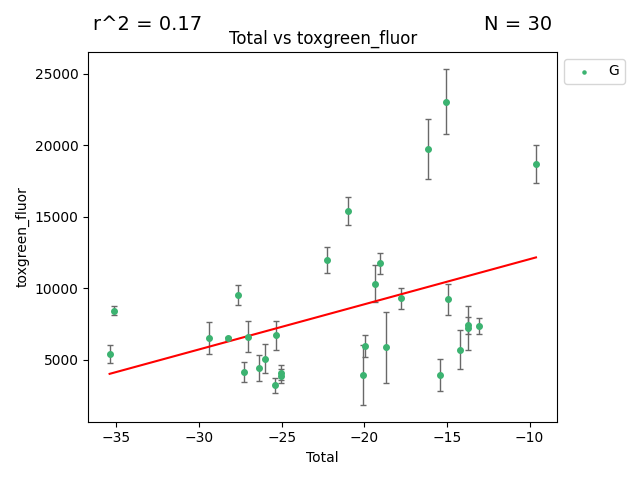 r^2 = 0.17
N = 30
Total vs toxgreen_fluor
G
25000
20000
15000
10000
5000
toxgreen_fluor
−35
−30
−25
−20
−15
−10
Total